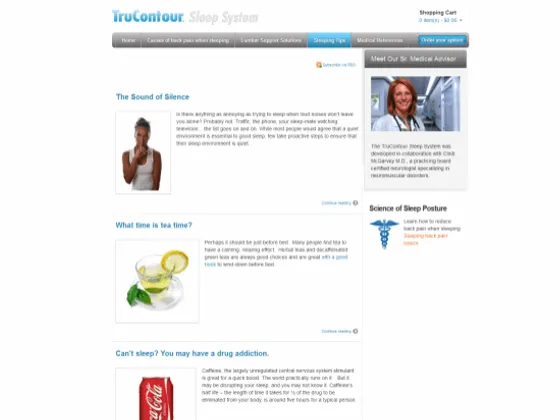 TruContour Sleep System
Shopping Cart
0 item(s) - $0.00
Home
Causes of back pain when sleeping
Lumbar Support Solutions
Sleeping Tips
Medical References
Order your system
Subscribe via RSS
Meet Our Sr. Medical Advisor
The Sound of Silence
Is there anything as annoying as trying to sleep when loud noises won't leave
you alone? Probably not. Traffic, the phone, your sleep-mate watching
television... the list goes on and on. While most people would agree that a quiet
environment is essential to good sleep, few take proactive steps to ensure that
their sleep environment is quiet.
Continue reading
The TruContour Sleep System was
developed in collaboration with
McGarvey M.D., a practicing board
certified neurologist specializing in
neuromuscular disorders.
Science of Sleep Posture
Learn how to reduce
back pain when sleeping
Sleeping back pain
What time is tea time?
Perhaps it should be just before bed. Many people find tea to
have a calming, relaxing effect. Herbal teas and decaffeinated
green teas are always good choices and are great with a good
book to wind down before bed.
Continue reading
Can't sleep? You may have a drug addiction.
Caffeine, the largely unregulated central nervous system stimulant
is great for a quick boost. The world practically runs on it. But it
may be disrupting your sleep, and you may not know it. Caffeine's
half life – the length of time it takes for ½ of the drug to be
eliminated from your body, is around five hours for a typical person.
Coca-Cola